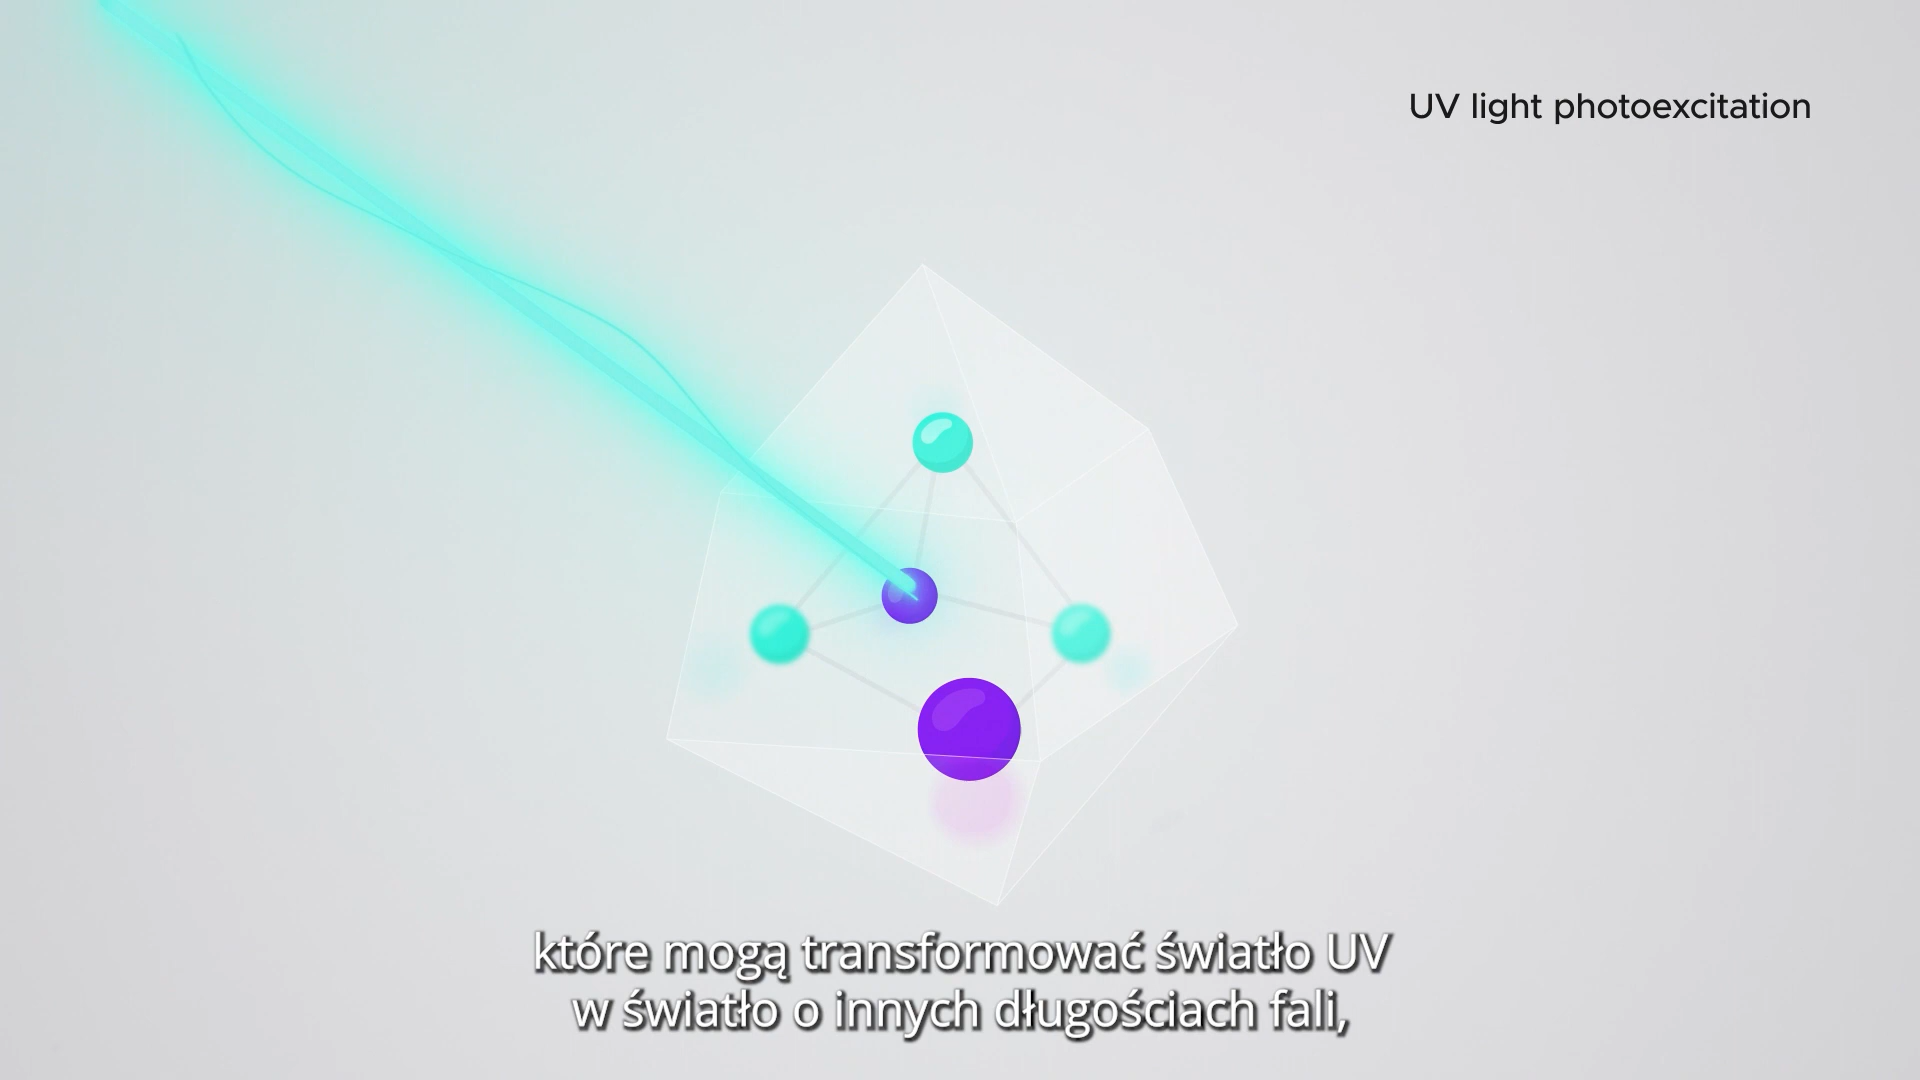 UV light photoexcitation
które mogą transformować światło UV
w światło o innych długościach fali,